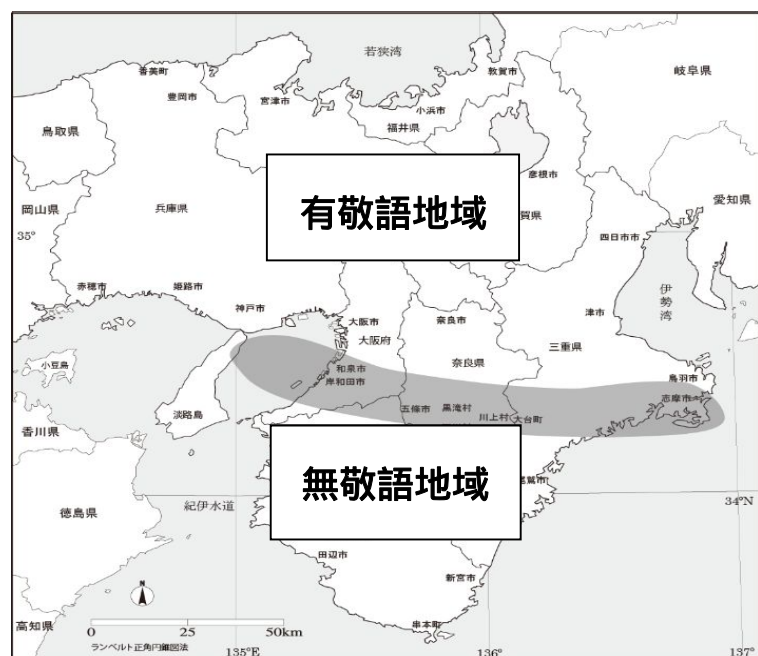 若狭湾
敦賀市
岐阜県
香美町
豊岡市
宮津市
小浜市
福井県
鳥取県
彦根市
有敬語地域
賀県
愛知県
岡山県
兵庫県
35°
四日市市
伊勢湾
赤穂市
姫路市
神戸市
津市
大阪市
大阪府
奈良市
三重県
小豆島
奈良県
和泉市
岸和田市
鳥羽市
志摩市
淡路島
五條市
黒滝村
川上村
大台町
香川県
無敬語地域
尾鷲市
紀伊水道
34°N
徳島県
田辺市
新宮市
N
串本町
高知県
0 25 50km
ランベルト正角円錐図法
135°E
136°
137°